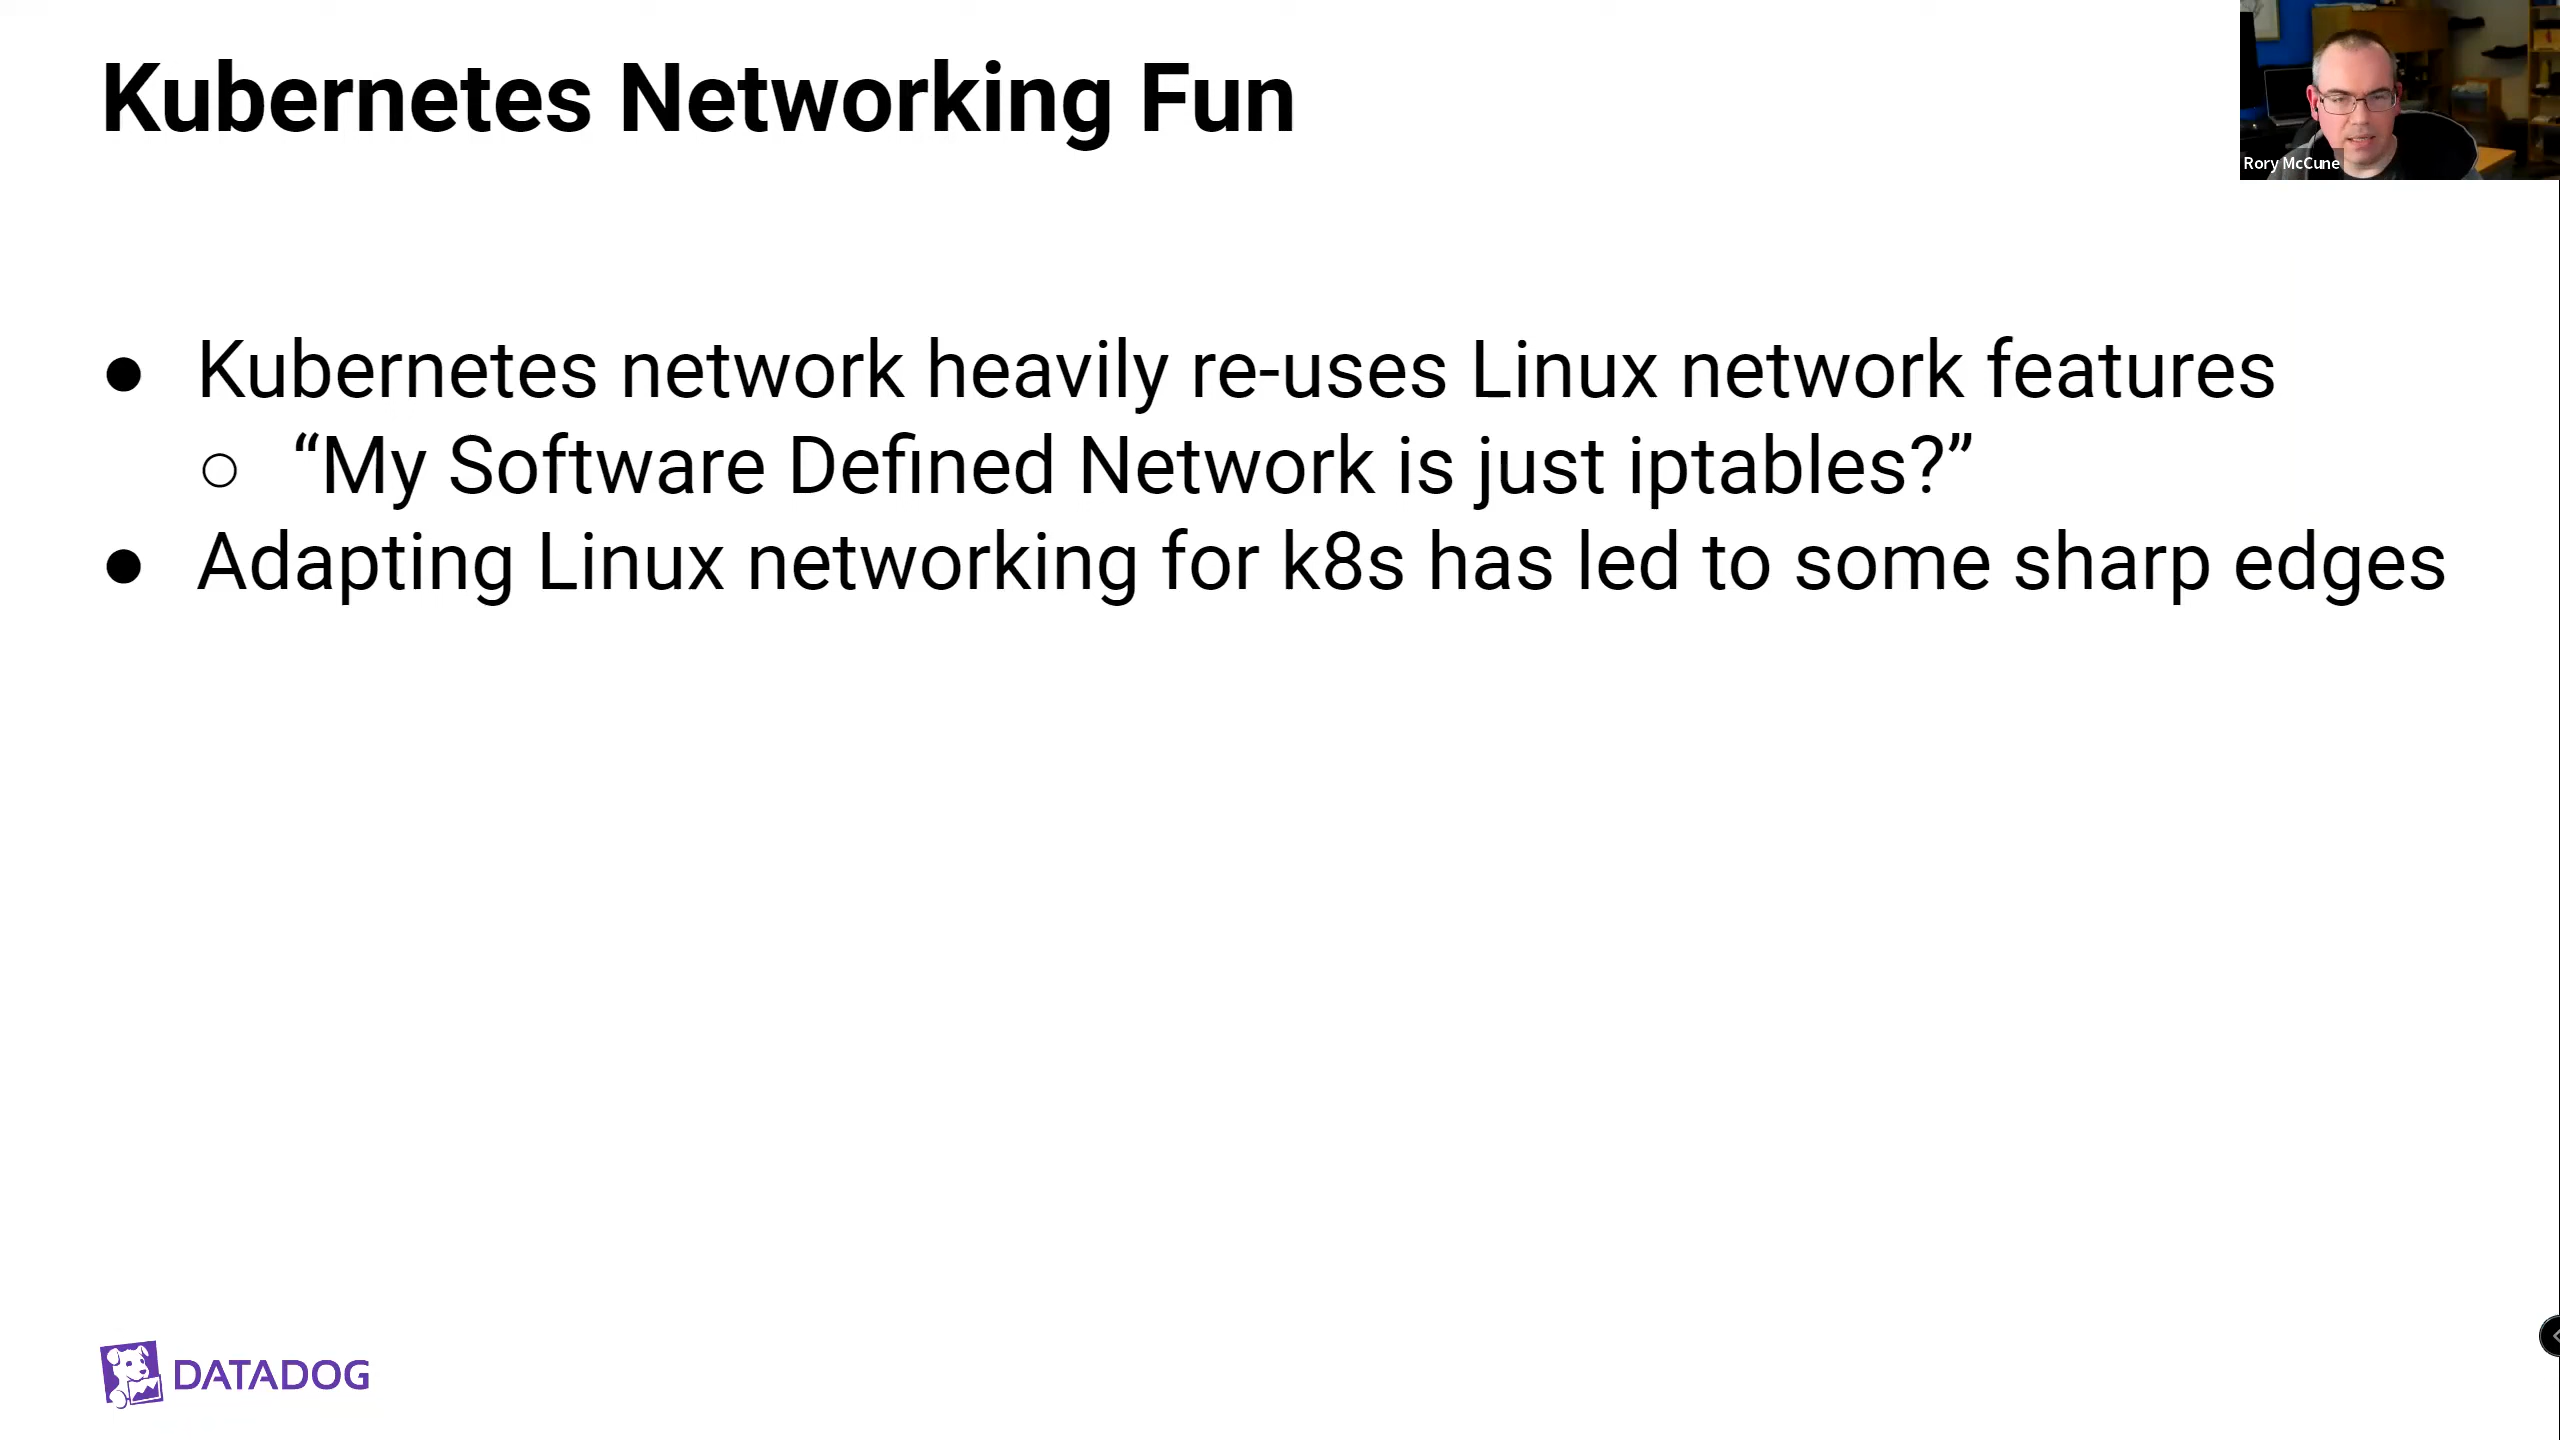 Kubernetes Networking Fun
Rory McCune
● Kubernetes network heavily re-uses Linux network features
○ “My Software Defined Network is just iptables?”
● Adapting Linux networking for k8s has led to some sharp edges
DATADOG